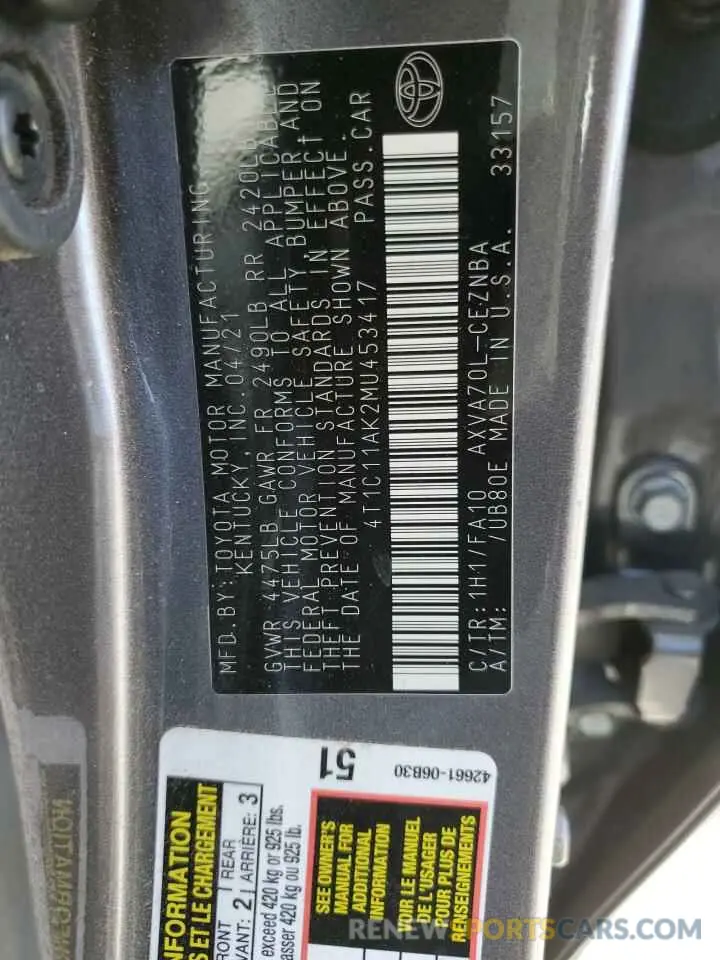 MFD. BY: TOYOTA MOTOR MANUFACTURING
KENTUCKY, INC. 04/21
GVWR 4475LB GAWR FR 2490LB RR 2420LB
THIS VEHICLE CONFORMS TO ALL APPLICABLE
FEDERAL MOTOR VEHICLE SAFETY, BUMPER AND
THEFT PREVENTION STANDARDS IN EFFECT ON
THE DATE OF MANUFACTURE SHOWN ABOVE.
4T1C11AK2MU453417 PASS. CAR
C/TR: 1H1/FA10 AXVA70L-CEZNBA
A/TM: /UB80E MADE IN U.S.A. 33157
51
42661-06B30
NFORMATION
S ET LE CHARGEMENT
RONT 2 REAR 3
VANT: ARRIÈRE:
exceed 420 kg or 925 lbs.
asser 420 kg ou 925 lb.
SEE OWNER'S
MANUAL FOR
ADDITIONAL
INFORMATION
VOIR LE MANUEL
DE L'USAGER
POUR PLUS DE
RENSEIGNEMENTS
RENEWSPORTSCARS.COM